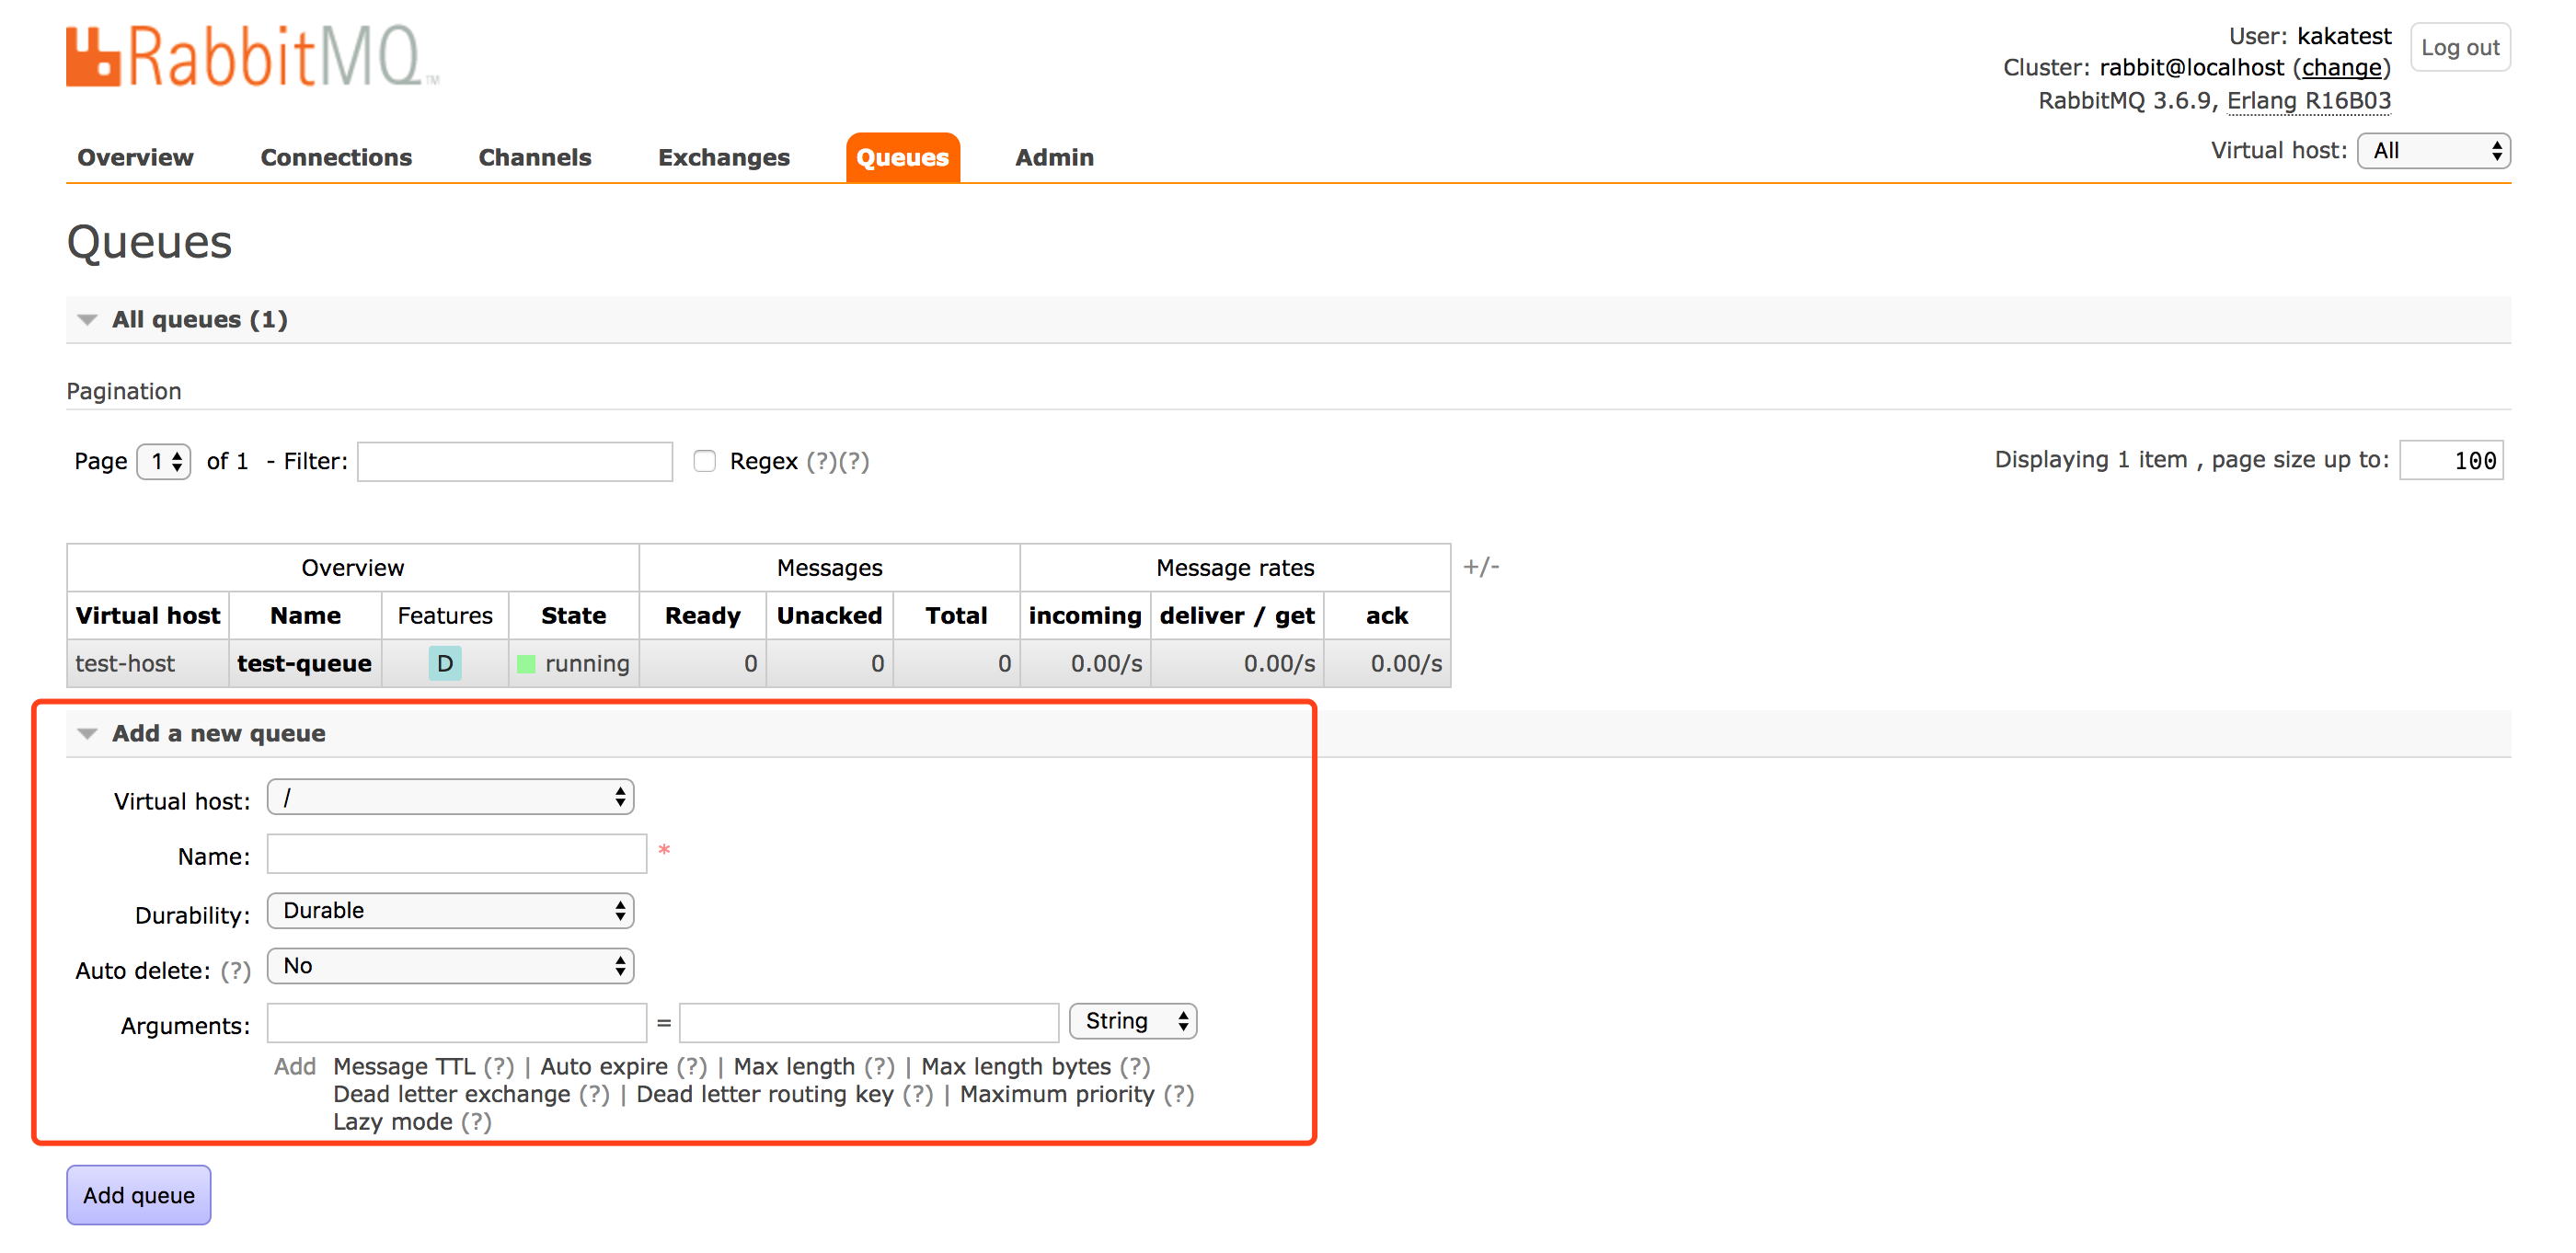 RabbitMQ™
User: kakatest
Log out
Cluster: rabbit@localhost (change)
RabbitMQ 3.6.9, Erlang R16B03
Overview Connections Channels Exchanges Queues Admin
Virtual host: All
Queues
All queues (1)
Pagination
Page 1 of 1 - Filter: Regex (?)(?)
Displaying 1 item , page size up to: 100
Overview Messages Message rates +/-
Virtual host Name Features State Ready Unacked Total incoming deliver / get ack
test-host test-queue D running 0 0 0 0.00/s 0.00/s 0.00/s
Add a new queue
Virtual host: /
Name: *
Durability: Durable
Auto delete: (?) No
Arguments: = String
Add Message TTL (?) | Auto expire (?) | Max length (?) | Max length bytes (?)
Dead letter exchange (?) | Dead letter routing key (?) | Maximum priority (?)
Lazy mode (?)
Add queue